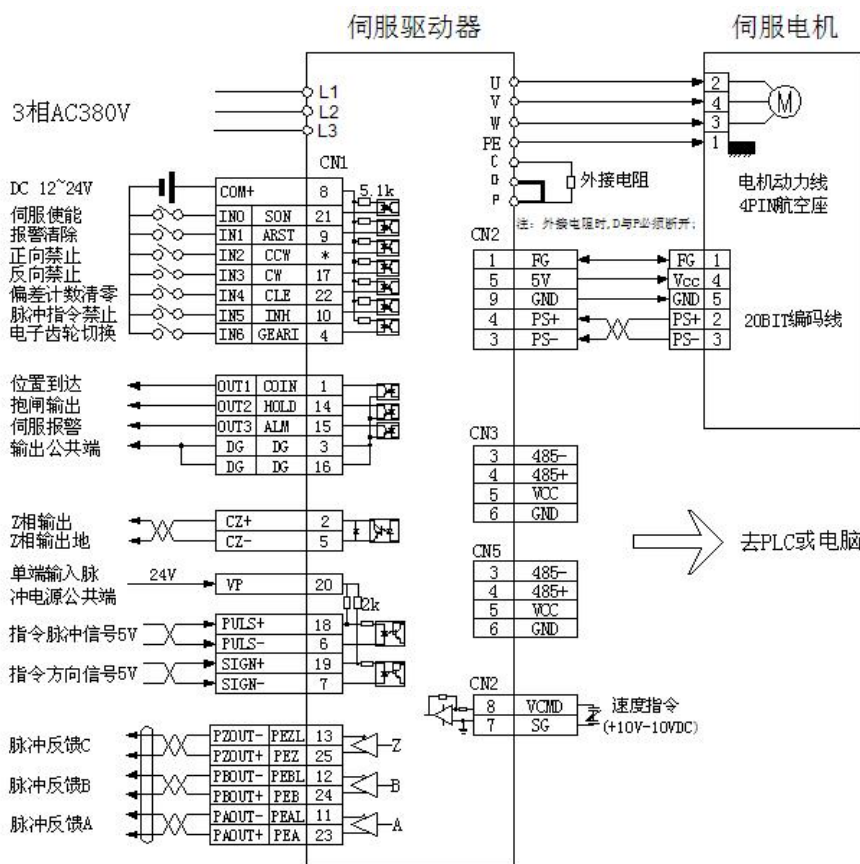 伺服驱动器
伺服电机
3相AC380V
L1
L2
L3
U
V
W
PE
C
D
P
2
4
3
1
M
外接电阻
注：外接电阻时,D与P必须断开;
电机动力线
4PIN航空座
CN1
DC 12~24V
COM+ 8 5.1k
伺服使能 IN0 SON 21
报警清除 IN1 ARST 9
正向禁止 IN2 CCW *
反向禁止 IN3 CW 17
偏差计数清零 IN4 CLE 22
脉冲指令禁止 IN5 INH 10
电子齿轮切换 IN6 GEARI 4
CN2
1 FG FG 1
5 5V Vcc 4
9 GND GND 5
4 PS+ PS+ 2
3 PS- PS- 3
20BIT编码线
位置到达 OUT1 COIN 1
抱闸输出 OUT2 HOLD 14
伺服报警 OUT3 ALM 15
输出公共端 DG DG 3
DG DG 16
CN3
3 485-
4 485+
5 VCC
6 GND
Z相输出 CZ+ 2
Z相输出地 CZ- 5
去PLC或电脑
CN5
3 485-
4 485+
5 VCC
6 GND
单端输入脉
冲电源公共端
24V VP 20
2k
指令脉冲信号5V
PULS+ 18
PULS- 6
指令方向信号5V
SIGN+ 19
SIGN- 7
CN2
8 VCMD
7 SG
速度指令
(+10V-10VDC)
脉冲反馈C
PZOUT- PEZL 13
PZOUT+ PEZ 25
Z
脉冲反馈B
PBOUT- PEBL 12
PBOUT+ PEB 24
B
脉冲反馈A
PAOUT- PEAL 11
PAOUT+ PEA 23
A